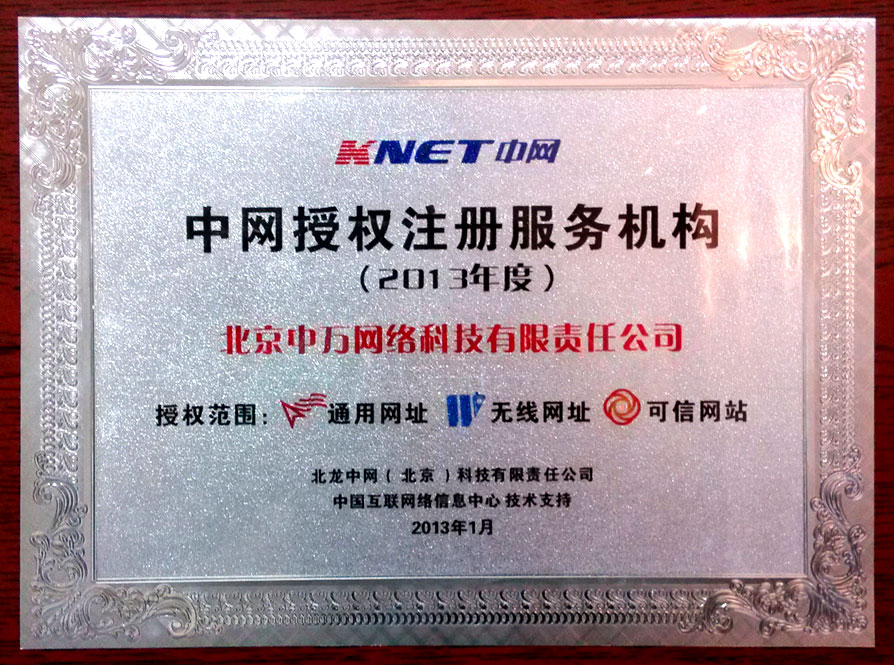 KNET中网
中网授权注册服务机构
（2013年度）
北京中万网络科技有限责任公司
授权范围：通用网址 无线网址 可信网站
北龙中网（北京）科技有限责任公司
中国互联网络信息中心 技术支持
2013年1月